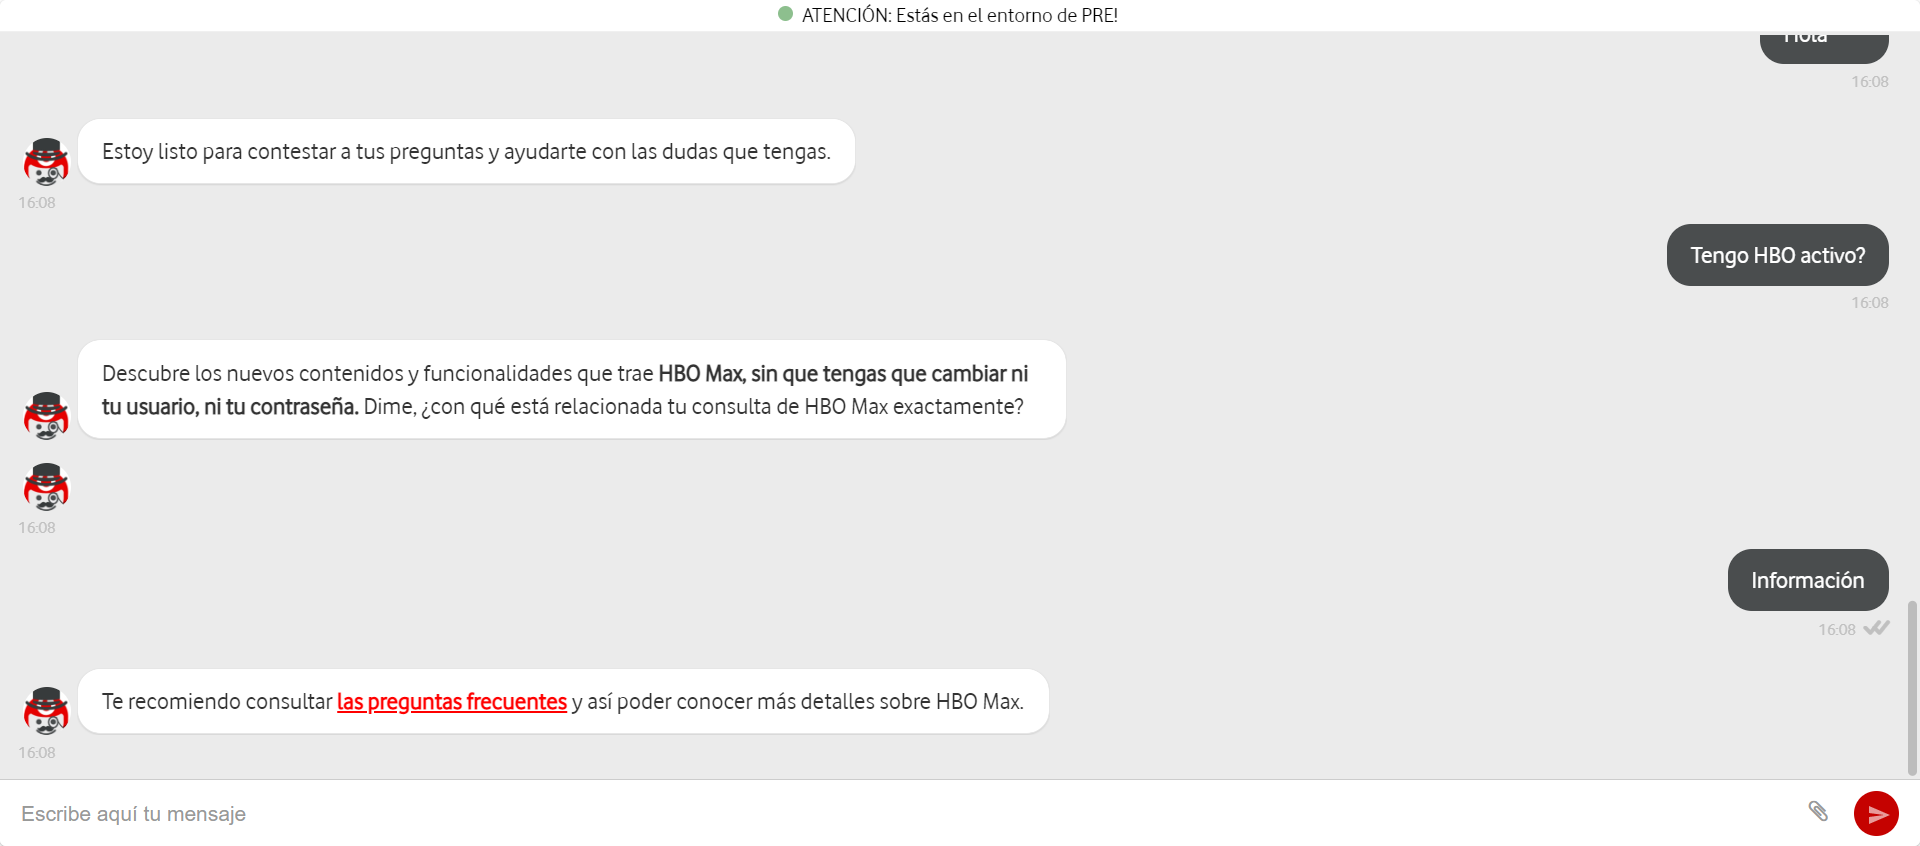 ATENCIÓN: Estás en el entorno de PRE!
Hola
16:08
Estoy listo para contestar a tus preguntas y ayudarte con las dudas que tengas.
16:08
Tengo HBO activo?
16:08
Descubre los nuevos contenidos y funcionalidades que trae HBO Max, sin que tengas que cambiar ni
tu usuario, ni tu contraseña. Dime, ¿con qué está relacionada tu consulta de HBO Max exactamente?
16:08
Información
16:08
Te recomiendo consultar las preguntas frecuentes y así poder conocer más detalles sobre HBO Max.
16:08
Escribe aquí tu mensaje